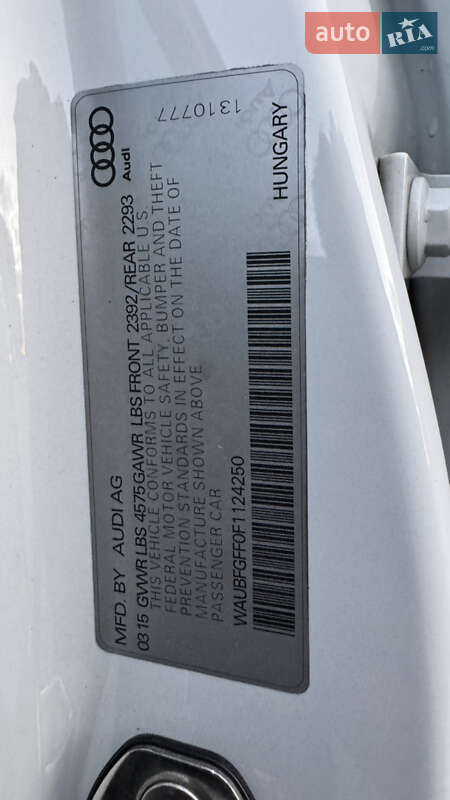 auto RIA
.com
Audi
1310777
MFD. BY AUDI AG
03 15 GVWR LBS 4575 GAWR LBS FRONT 2392/REAR 2293
THIS VEHICLE CONFORMS TO ALL APPLICABLE U.S.
FEDERAL MOTOR VEHICLE SAFETY, BUMPER AND THEFT
PREVENTION STANDARDS IN EFFECT ON THE DATE OF
MANUFACTURE SHOWN ABOVE.
PASSENGER CAR
WAUBFGFF0F1124250
HUNGARY